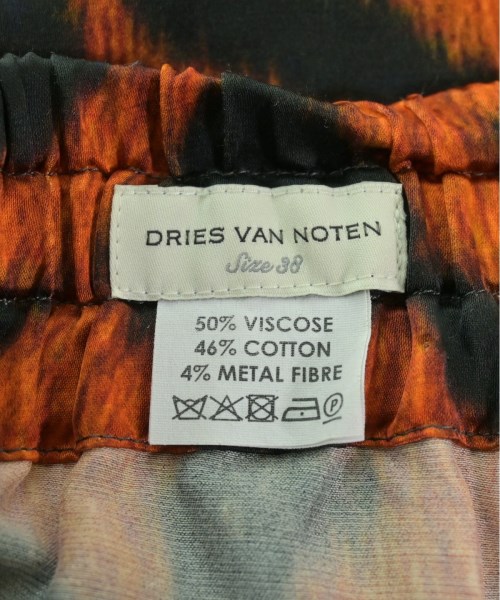 DRIES VAN NOTEN
Size 38
50% VISCOSE
46% COTTON
4% METAL FIBRE
P